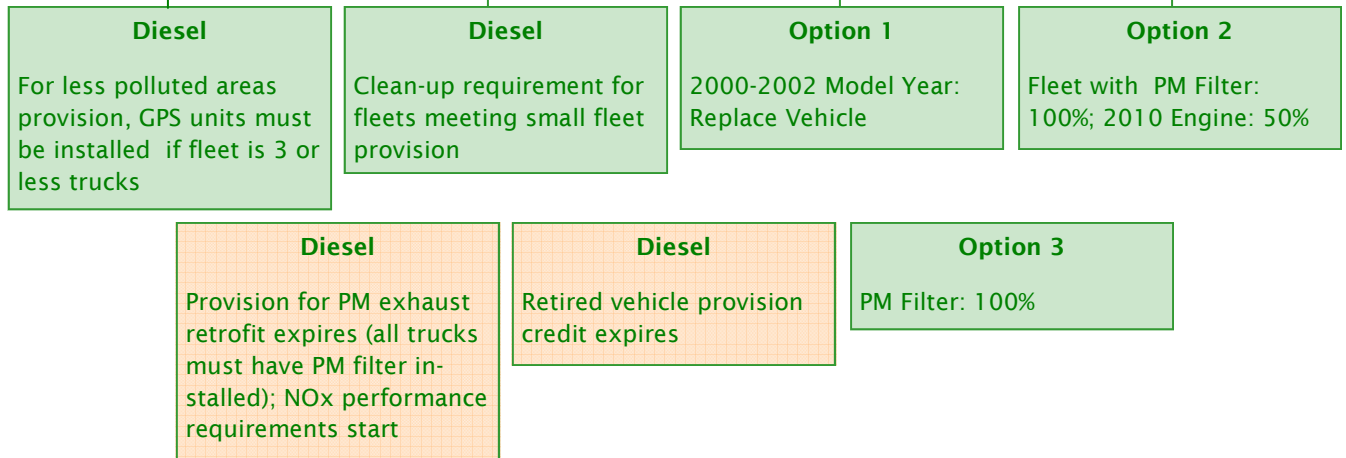 Diesel
For less polluted areas
provision, GPS units must
be installed if fleet is 3 or
less trucks
Diesel
Clean-up requirement for
fleets meeting small fleet
provision
Option 1
2000-2002 Model Year:
Replace Vehicle
Option 2
Fleet with PM Filter:
100%; 2010 Engine: 50%
Diesel
Provision for PM exhaust
retrofit expires (all trucks
must have PM filter in-
stalled); NOx performance
requirements start
Diesel
Retired vehicle provision
credit expires
Option 3
PM Filter: 100%